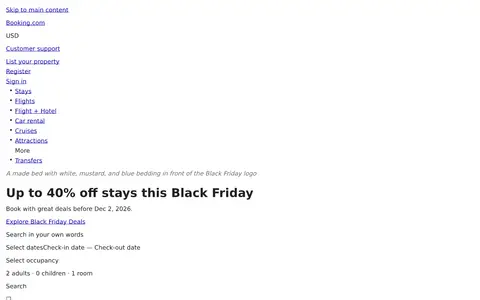 Skip to main content
Booking.com
USD
Customer support
List your property
Register
Sign in
• Stays
• Flights
• Flight + Hotel
• Car rental
• Cruises
• Attractions
More
• Transfers
A made bed with white, mustard, and blue bedding in front of the Black Friday logo
Up to 40% off stays this Black Friday
Book with great deals before Dec 2, 2026.
Explore Black Friday Deals
Search in your own words
Select datesCheck-in date — Check-out date
Select occupancy
2 adults · 0 children · 1 room
Search